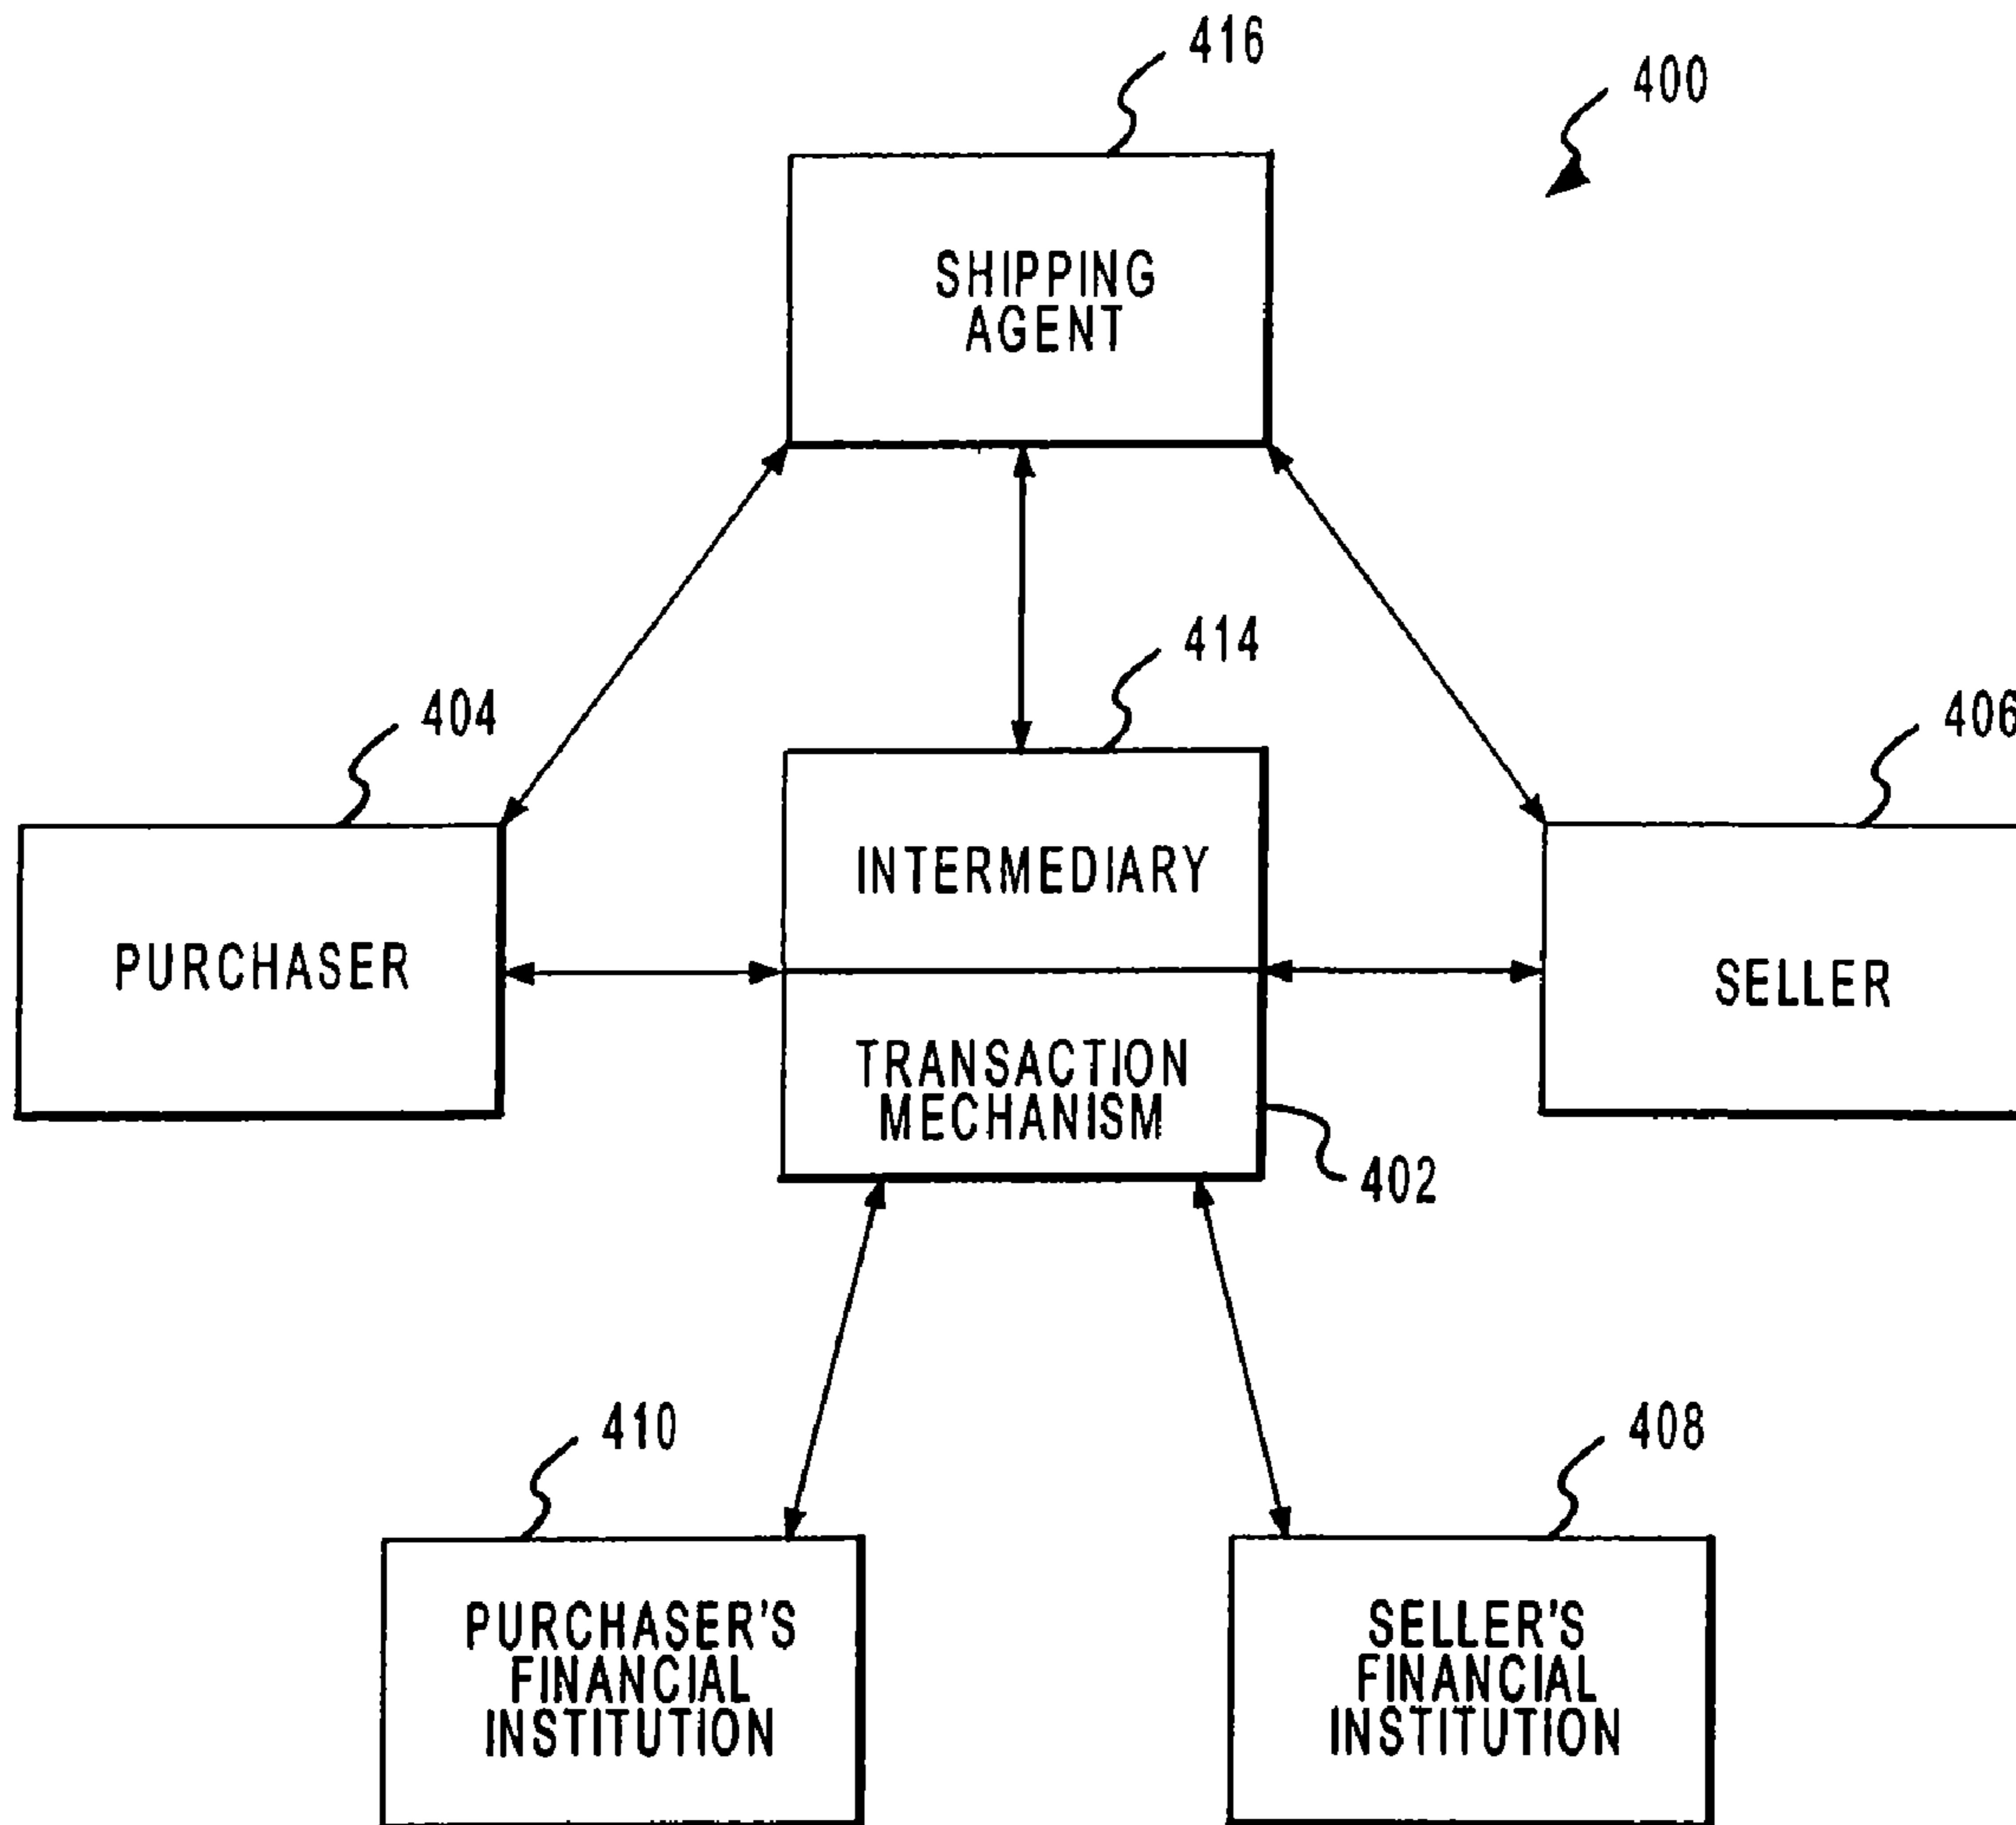 416
400
SHIPPING
AGENT
414
404
406
INTERMEDIARY
PURCHASER
SELLER
TRANSACTION
MECHANISM
402
410
408
PURCHASER'S
FINANCIAL
INSTITUTION
SELLER'S
FINANCIAL
INSTITUTION